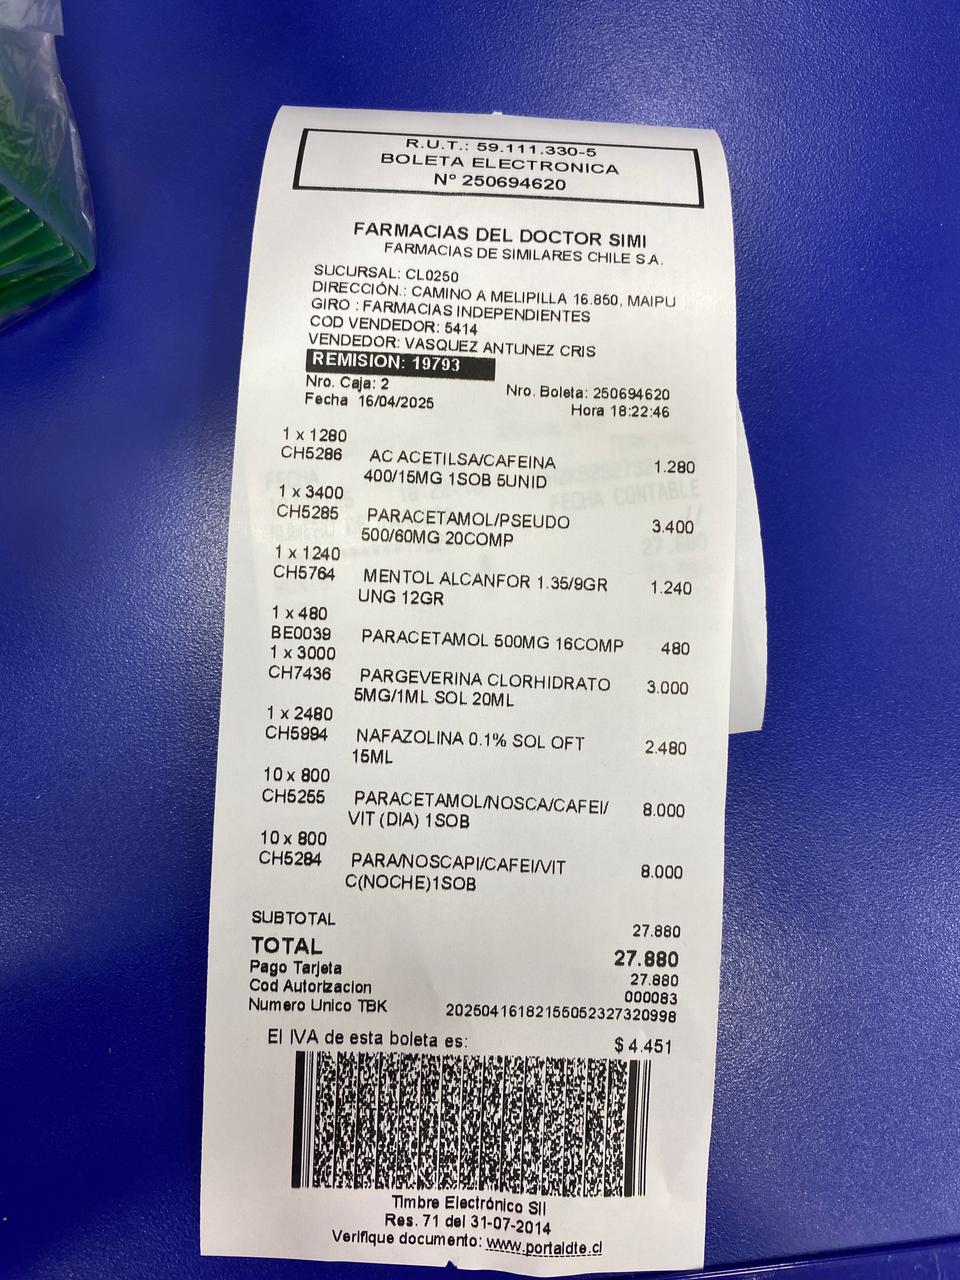 R.U.T.: 59.111.330-5
BOLETA ELECTRONICA
Nº 250694620
FARMACIAS DEL DOCTOR SIMI
FARMACIAS DE SIMILARES CHILE S.A.
SUCURSAL: CL0250
DIRECCIÓN.: CAMINO A MELIPILLA 16.850, MAIPU
GIRO : FARMACIAS INDEPENDIENTES
COD VENDEDOR: 5414
VENDEDOR: VASQUEZ ANTUNEZ CRIS
REMISION: 19793
Nro. Caja: 2 Nro. Boleta: 250694620
Fecha 16/04/2025 Hora 18:22:46
1 x 1280
CH5286 AC ACETILSA/CAFEINA 1.280
400/15MG 1SOB 5UNID
1 x 3400
CH5285 PARACETAMOL/PSEUDO 3.400
500/60MG 20COMP
1 x 1240
CH5764 MENTOL ALCANFOR 1.35/9GR 1.240
UNG 12GR
1 x 480
BE0039 PARACETAMOL 500MG 16COMP 480
1 x 3000
CH7436 PARGEVERINA CLORHIDRATO 3.000
5MG/1ML SOL 20ML
1 x 2480
CH5994 NAFAZOLINA 0.1% SOL OFT 2.480
15ML
10 x 800
CH5255 PARACETAMOL/NOSCA/CAFEI/ 8.000
VIT (DIA) 1SOB
10 x 800
CH5284 PARA/NOSCAPI/CAFEI/VIT 8.000
C(NOCHE)1SOB
SUBTOTAL 27.880
TOTAL 27.880
Pago Tarjeta 27.880
Cod Autorizacion 000083
Numero Unico TBK 20250416182155052327320998
El IVA de esta boleta es: $ 4.451
Timbre Electrónico SII
Res. 71 del 31-07-2014
Verifique documento: www.portaldte.cl